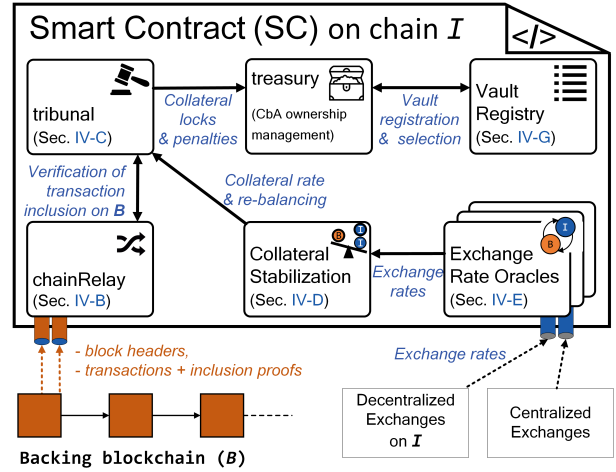 Smart Contract (SC) on chain I
</>
tribunal
(Sec. IV-C)
Collateral
locks
& penalties
treasury
(CbA ownership
management)
Vault
registration
& selection
Vault
Registry
(Sec. IV-G)
Verification of
transaction
inclusion on B
Collateral rate
& re-balancing
chainRelay
(Sec. IV-B)
B
I
I
Collateral
Stabilization
(Sec. IV-D)
Exchange
rates
I
B
Exchange
Rate Oracles
(Sec. IV-E)
- block headers,
- transactions + inclusion proofs
Exchange rates
Decentralized
Exchanges
on I
Centralized
Exchanges
Backing blockchain (B)